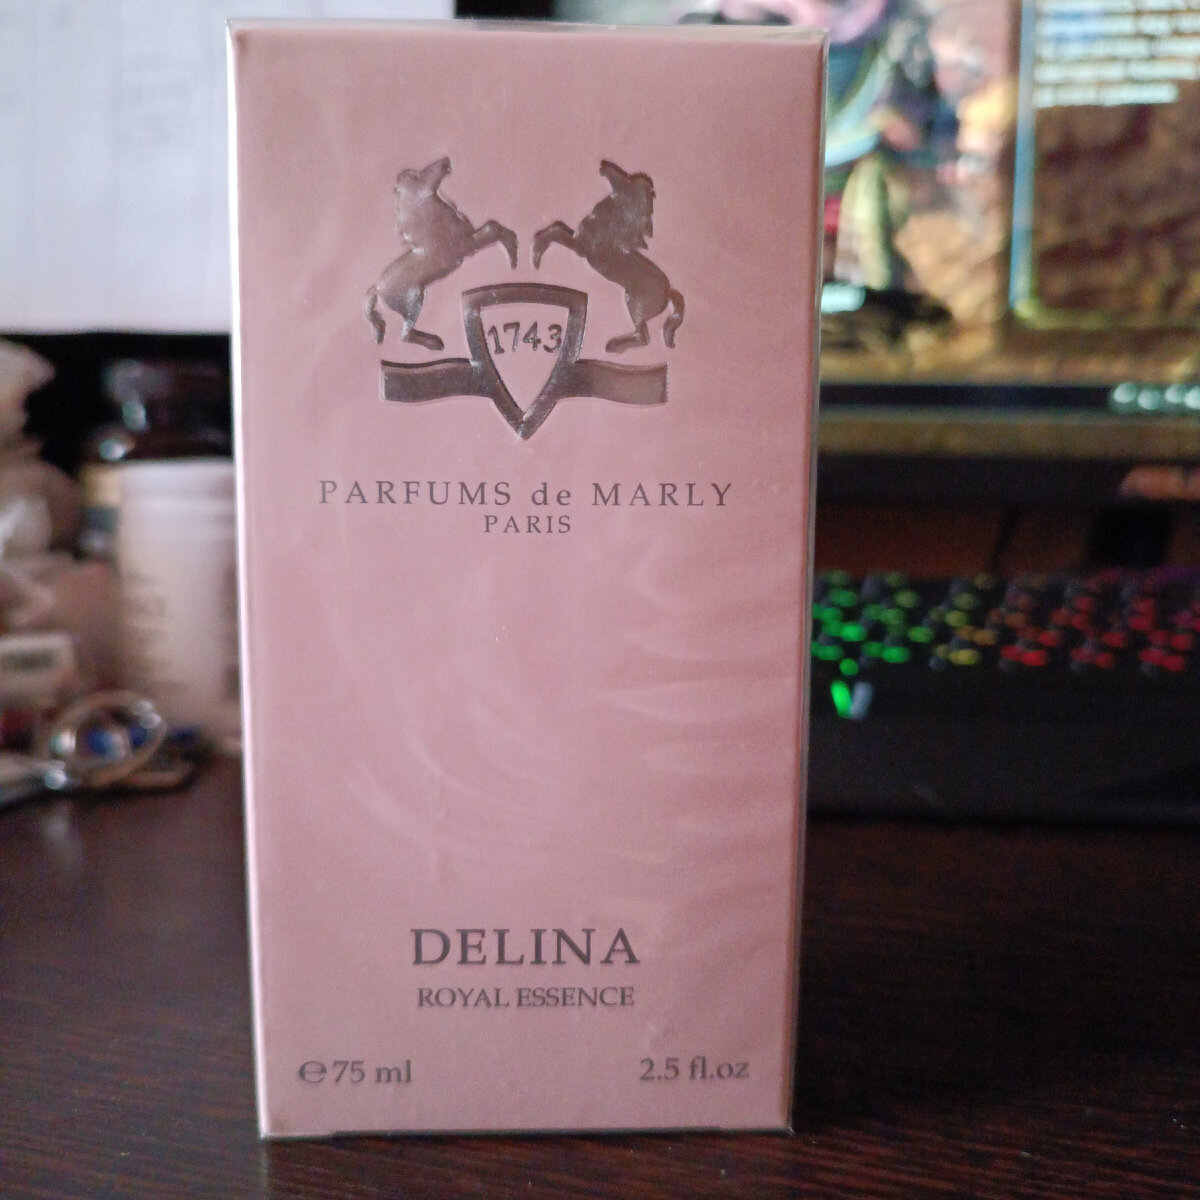 1743
PARFUMS de MARLY
PARIS
DELINA
ROYAL ESSENCE
℮75 ml
2.5 fl.oz